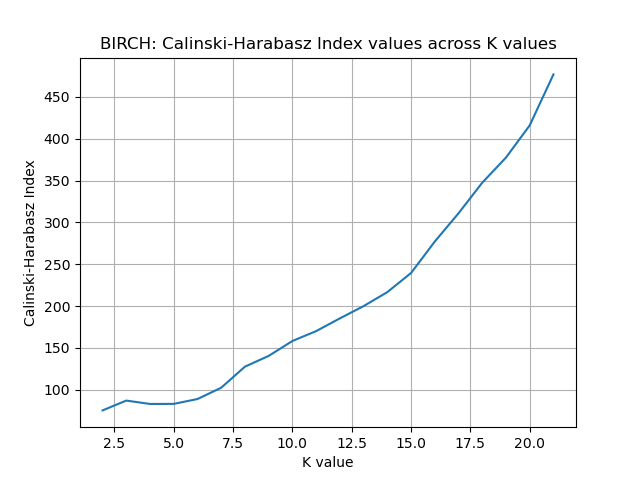 BIRCH: Calinski-Harabasz Index values across K values
450
400
350
300
250
200
150
100
Calinski-Harabasz Index
2.5 5.0 7.5 10.0 12.5 15.0 17.5 20.0
K value